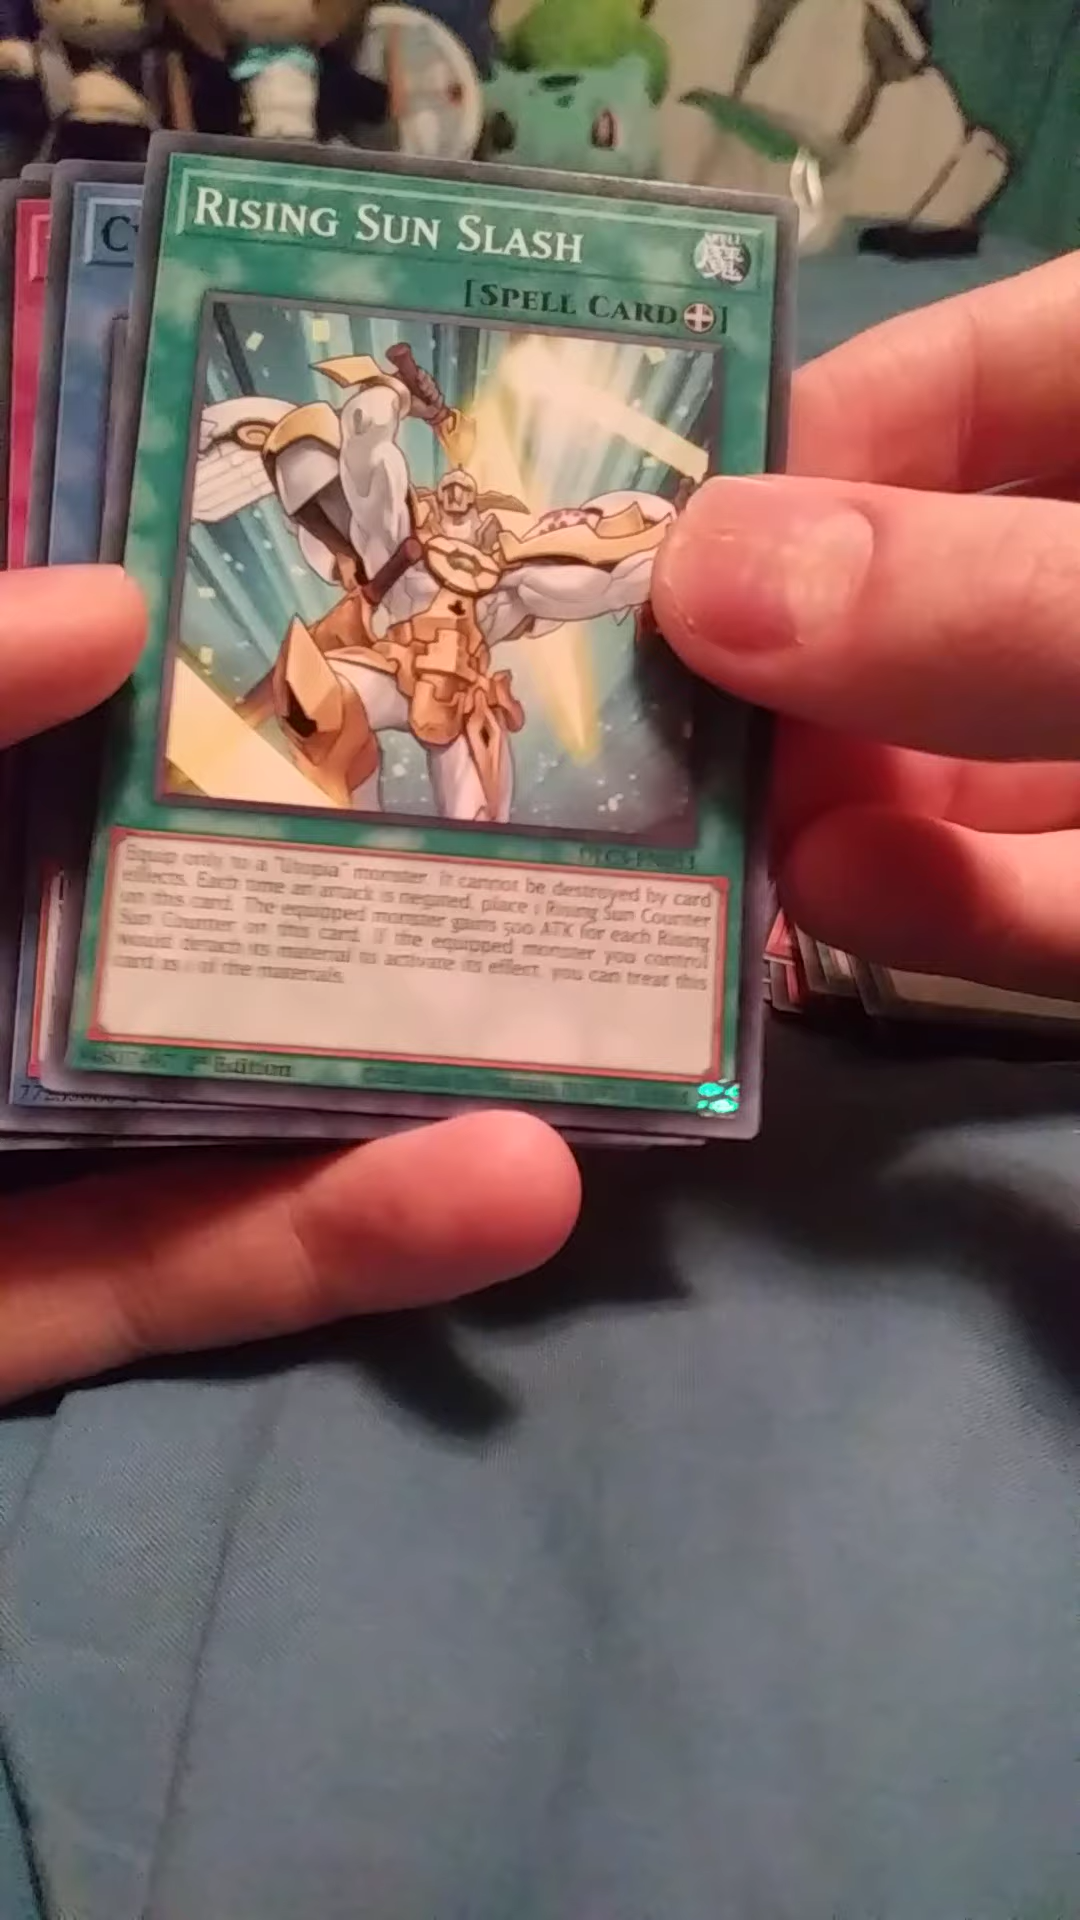 RISING SUN SLASH
[SPELL CARD]
Equip only to a "Utopia" monster. It cannot be destroyed by card
effects. Each time an attack is negated, place 1 Rising Sun Counter
on this card. The equipped monster gains 500 ATK for each Rising
Sun Counter on this card. If the equipped monster you control
would detach its material to activate its effect, you can treat this
card as 1 of the materials.
1st Edition